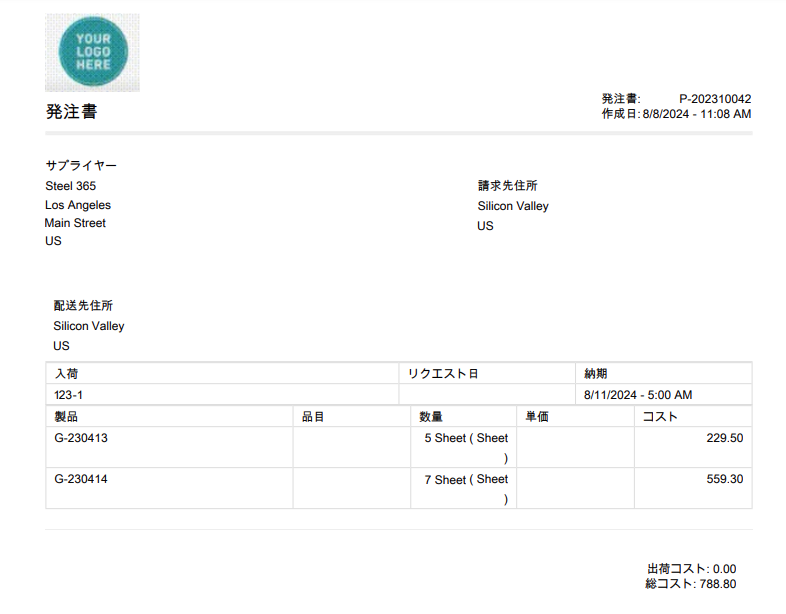 YOUR
LOGO
HERE
発注書
発注書: P-202310042
作成日: 8/8/2024 - 11:08 AM
サプライヤー
Steel 365
Los Angeles
Main Street
US
請求先住所
Silicon Valley
US
配送先住所
Silicon Valley
US
入荷 リクエスト日 納期
123-1 8/11/2024 - 5:00 AM
製品 品目 数量 単価 コスト
G-230413 5 Sheet ( Sheet 229.50
)
G-230414 7 Sheet ( Sheet 559.30
)
出荷コスト: 0.00
総コスト: 788.80